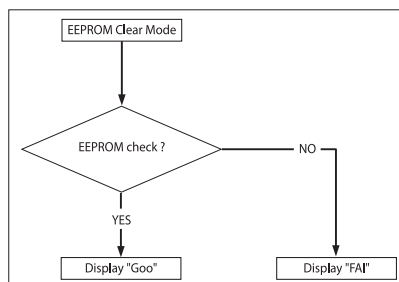 EEPROM Clear Mode
EEPROM check ?
NO
YES
Display "Goo"
Display "FAI"